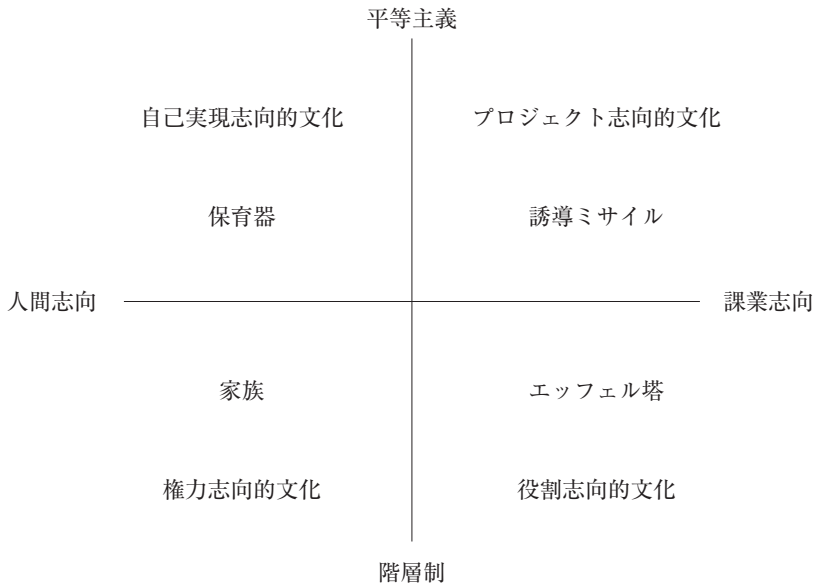 平等主義
自己実現志向的文化
プロジェクト志向的文化
保育器
誘導ミサイル
人間志向
課業志向
家族
エッフェル塔
権力志向的文化
役割志向的文化
階層制